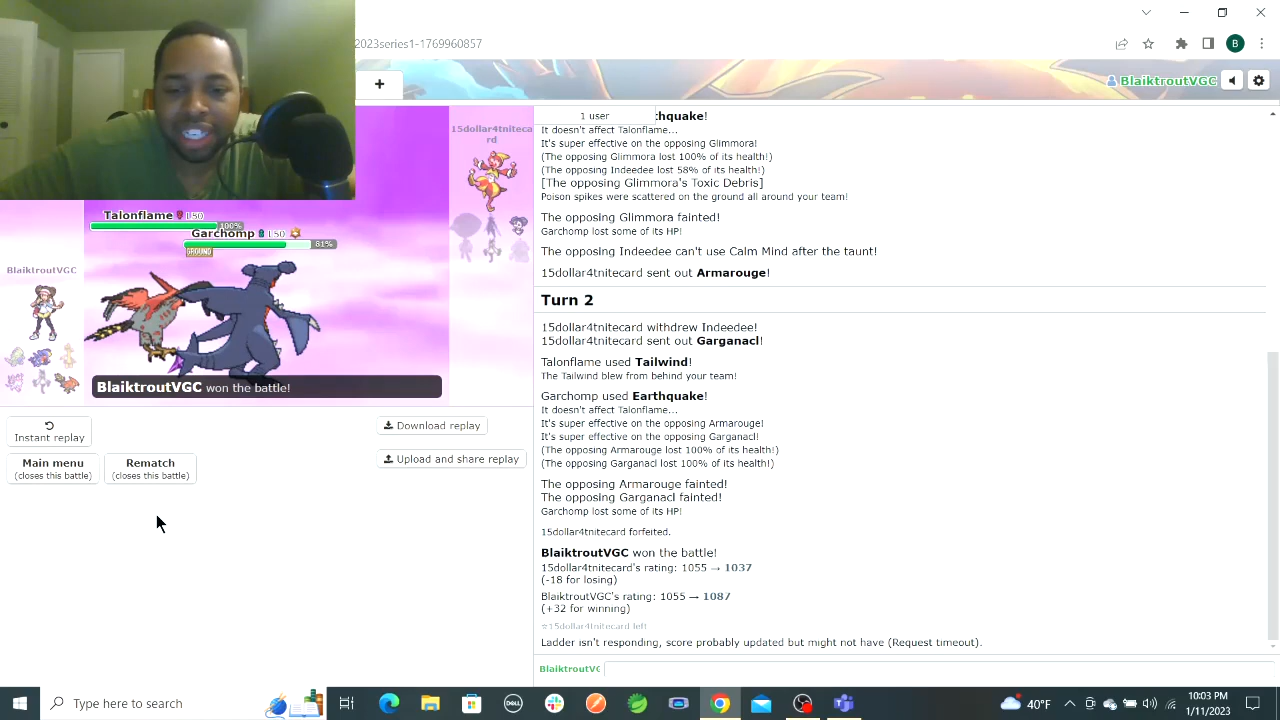 2023series1-1769960857
B
+
BlaiktroutVGC
1 user
thquake!
It doesn't affect Talonflame...
It's super effective on the opposing Glimmora!
(The opposing Glimmora lost 100% of its health!)
(The opposing Indeedee lost 58% of its health!)
[The opposing Glimmora's Toxic Debris]
Poison spikes were scattered on the ground all around your team!
The opposing Glimmora fainted!
Garchomp lost some of its HP!
The opposing Indeedee can't use Calm Mind after the taunt!
15dollar4tnitecard sent out Armarouge!
Turn 2
15dollar4tnitecard withdrew Indeedee!
15dollar4tnitecard sent out Garganacl!
Talonflame used Tailwind!
The Tailwind blew from behind your team!
Garchomp used Earthquake!
It doesn't affect Talonflame...
It's super effective on the opposing Armarouge!
It's super effective on the opposing Garganacl!
(The opposing Armarouge lost 100% of its health!)
(The opposing Garganacl lost 100% of its health!)
The opposing Armarouge fainted!
The opposing Garganacl fainted!
Garchomp lost some of its HP!
15dollar4tnitecard forfeited.
BlaiktroutVGC won the battle!
15dollar4tnitecard's rating: 1055 → 1037
(-18 for losing)
BlaiktroutVGC's rating: 1055 → 1087
(+32 for winning)
☆15dollar4tnitecard left
Ladder isn't responding, score probably updated but might not have (Request timeout).
BlaiktroutVG
15dollar4tniteca
rd
Talonflame L50
100%
Garchomp L50
81%
GROUND
BlaiktroutVGC
BlaiktroutVGC won the battle!
Instant replay
Download replay
Upload and share replay
Main menu
(closes this battle)
Rematch
(closes this battle)
Type here to search
DELL
40°F
10:03 PM
1/11/2023